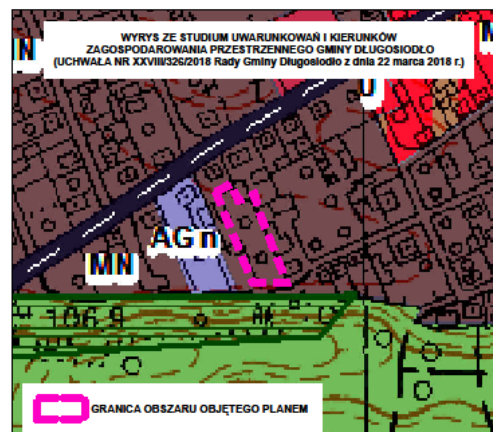 WYRYS ZE STUDIUM UWARUNKOWAŃ I KIERUNKÓW
ZAGOSPODAROWANIA PRZESTRZENNEGO GMINY DŁUGOSIODŁO
(UCHWAŁA NR XXVIII/326/2018 Rady Gminy Długosiodło z dnia 22 marca 2018 r.)
U
AG n
MN
GRANICA OBSZARU OBJĘTEGO PLANEM